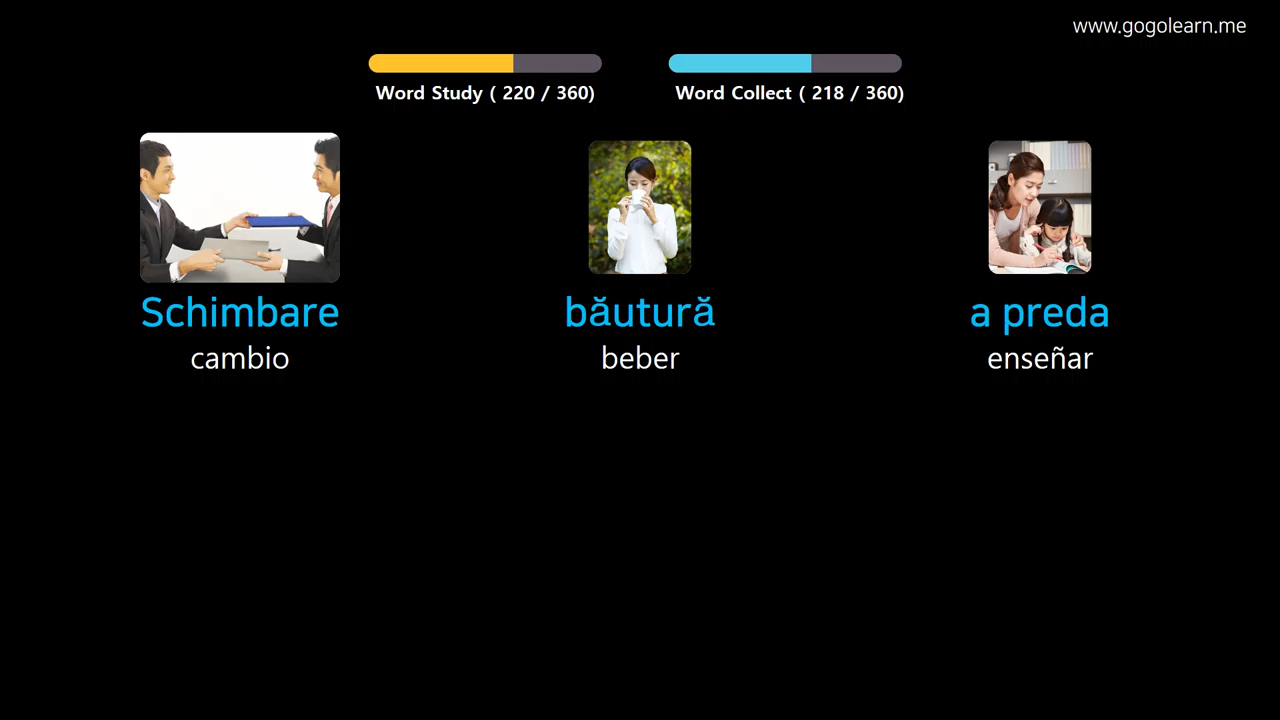 www.gogolearn.me
Word Study ( 220 / 360)
Word Collect ( 218 / 360)
Schimbare
cambio
băutură
beber
a preda
enseñar